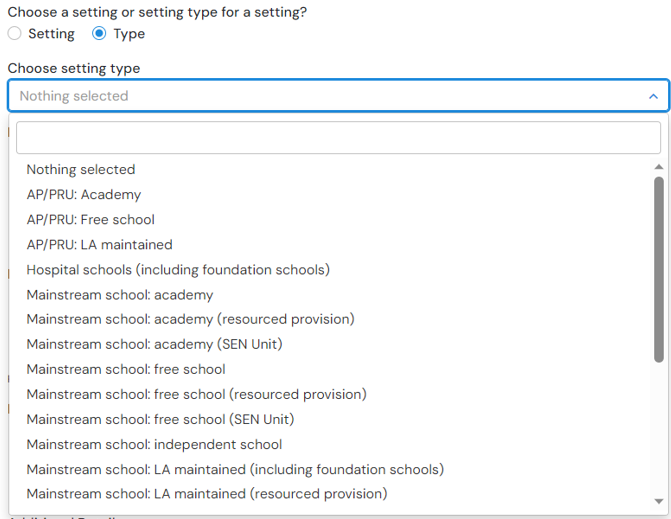 Choose a setting or setting type for a setting?
Setting Type
Choose setting type
Nothing selected
Nothing selected
AP/PRU: Academy
AP/PRU: Free school
AP/PRU: LA maintained
Hospital schools (including foundation schools)
Mainstream school: academy
Mainstream school: academy (resourced provision)
Mainstream school: academy (SEN Unit)
Mainstream school: free school
Mainstream school: free school (resourced provision)
Mainstream school: free school (SEN Unit)
Mainstream school: independent school
Mainstream school: LA maintained (including foundation schools)
Mainstream school: LA maintained (resourced provision)